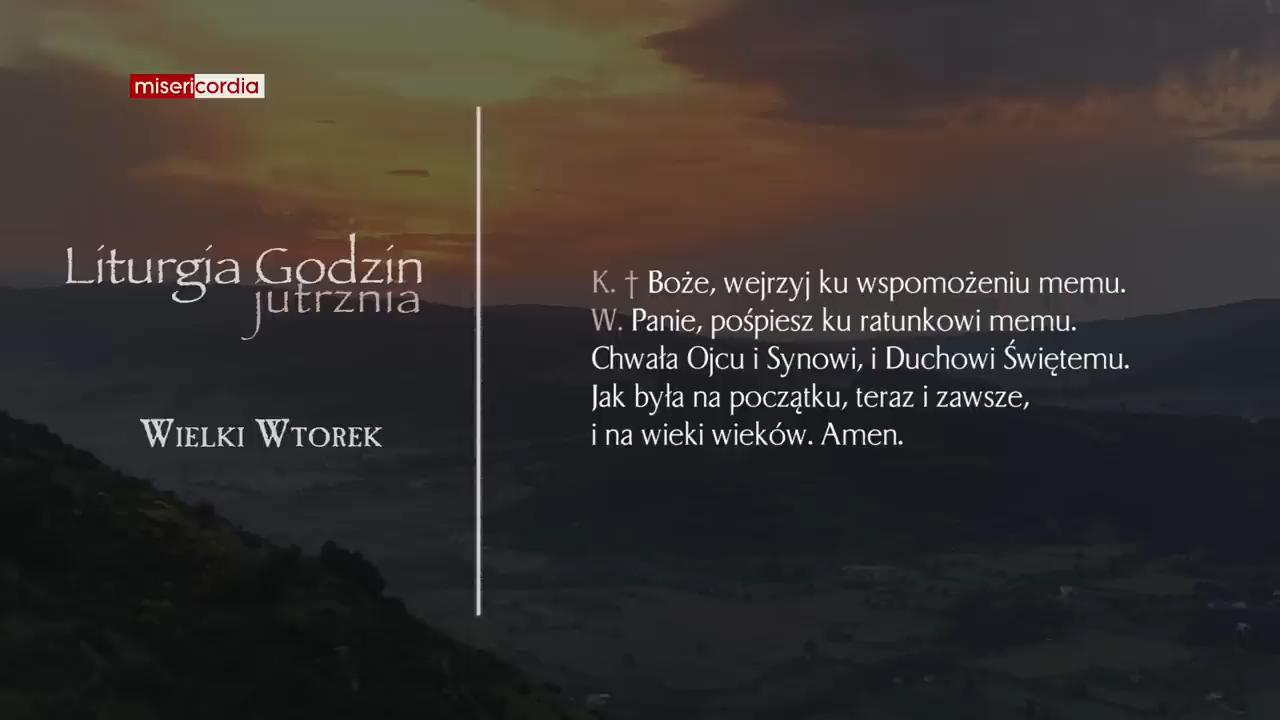 misericordia
Liturgia Godzin
jutrznia
Wielki Wtorek
K. † Boże, wejrzyj ku wspomożeniu memu.
W. Panie, pośpiesz ku ratunkowi memu.
Chwała Ojcu i Synowi, i Duchowi Świętemu.
Jak była na początku, teraz i zawsze,
i na wieki wieków. Amen.